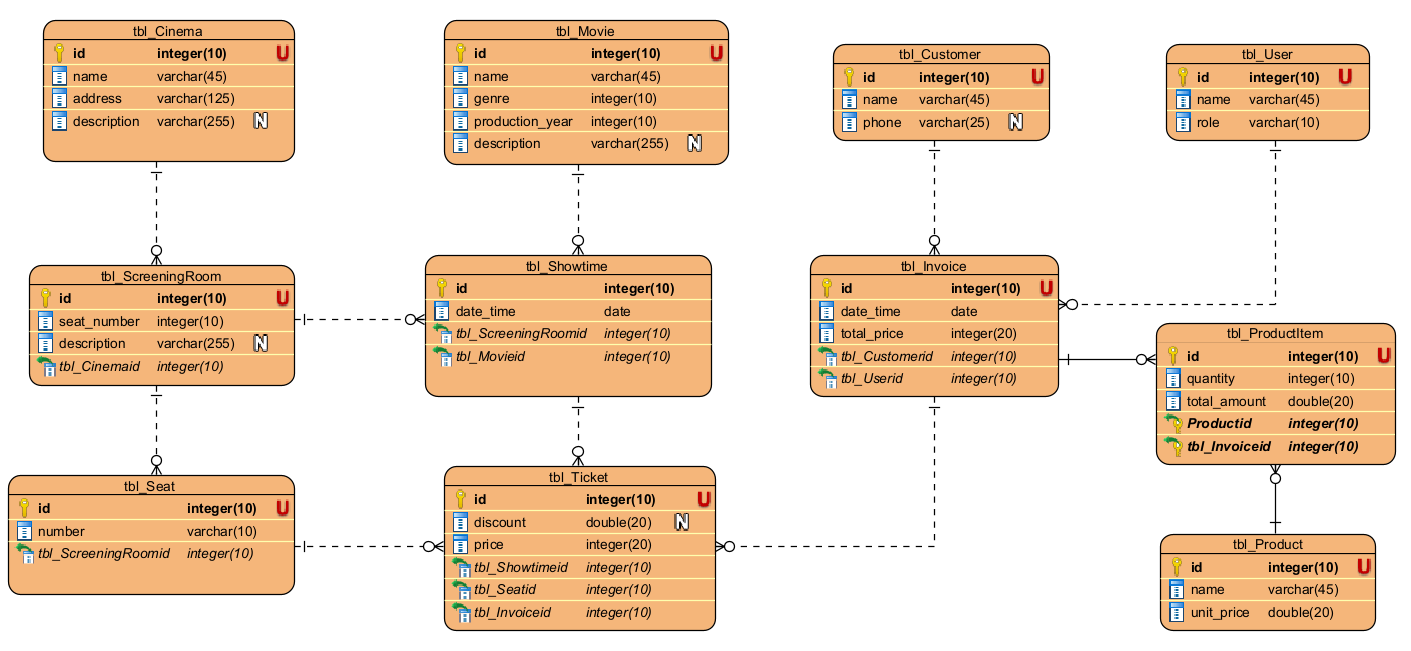 tbl_Cinema
id integer(10) U
name varchar(45)
address varchar(125)
description varchar(255) N
tbl_Movie
id integer(10) U
name varchar(45)
genre integer(10)
production_year integer(10)
description varchar(255) N
tbl_Customer
id integer(10) U
name varchar(45)
phone varchar(25) N
tbl_User
id integer(10) U
name varchar(45)
role varchar(10)
tbl_ScreeningRoom
id integer(10) U
seat_number integer(10)
description varchar(255) N
tbl_Cinemaid integer(10)
tbl_Showtime
id integer(10)
date_time date
tbl_ScreeningRoomid integer(10)
tbl_Movieid integer(10)
tbl_Invoice
id integer(10) U
date_time date
total_price integer(20)
tbl_Customerid integer(10)
tbl_Userid integer(10)
tbl_ProductItem
id integer(10) U
quantity integer(10)
total_amount double(20)
Productid integer(10)
tbl_Invoiceid integer(10)
tbl_Seat
id integer(10) U
number varchar(10)
tbl_ScreeningRoomid integer(10)
tbl_Ticket
id integer(10) U
discount double(20) N
price integer(20)
tbl_Showtimeid integer(10)
tbl_Seatid integer(10)
tbl_Invoiceid integer(10)
tbl_Product
id integer(10) U
name varchar(45)
unit_price double(20)